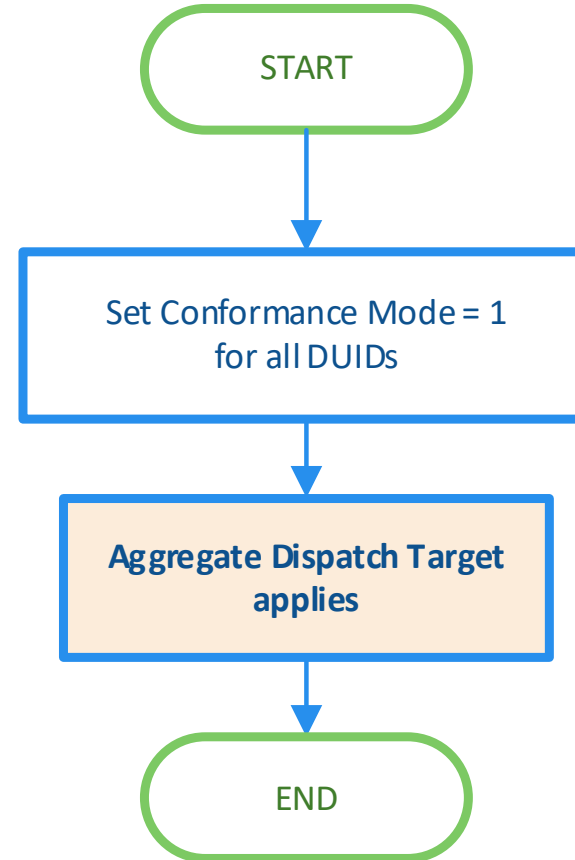 START
Set Conformance Mode = 1
for all DUIDs
Aggregate Dispatch Target
applies
END